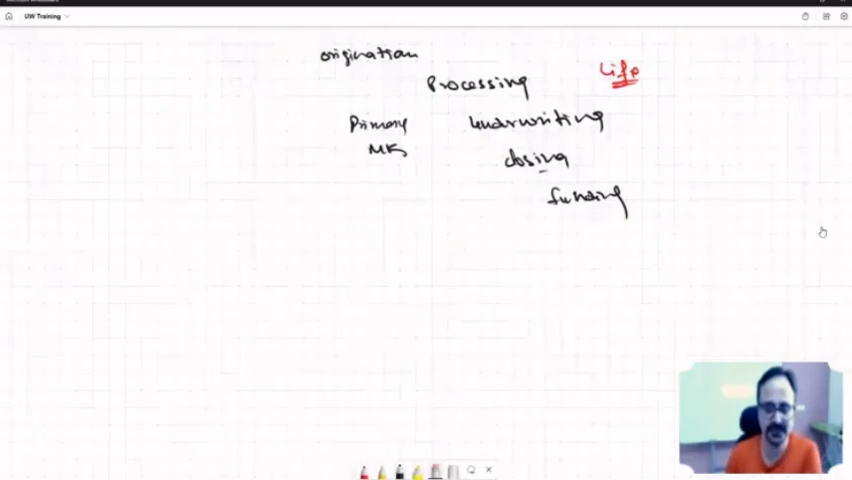 UW Training
origination
Processing
Life
Primary
underwriting
MK
closing
funding